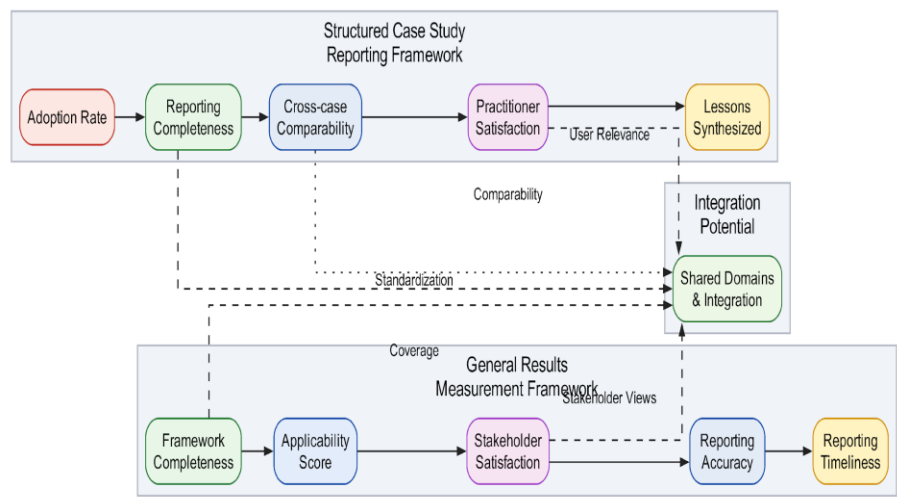 Structured Case Study
Reporting Framework
Adoption Rate
Reporting
Completeness
Cross-case
Comparability
Practitioner
Satisfaction
Lessons
Synthesized
User Relevance
Comparability
Integration
Potential
Shared Domains
& Integration
Standardization
Coverage
General Results
Measurement Framework
Stakeholder Views
Framework
Completeness
Applicability
Score
Stakeholder
Satisfaction
Reporting
Accuracy
Reporting
Timeliness